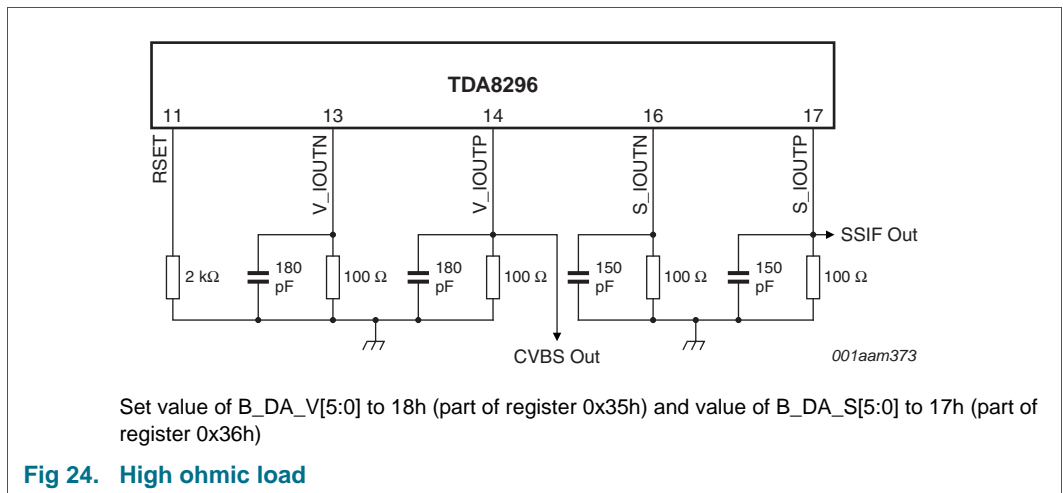 TDA8296
11 13 14 16 17
RSET
V_IOUTN
V_IOUTP
S_IOUTN
S_IOUTP
SSIF Out
2 kΩ
180
pF
100 Ω
180
pF
100 Ω
150
pF
100 Ω
150
pF
100 Ω
CVBS Out
001aam373
Set value of B_DA_V[5:0] to 18h (part of register 0x35h) and value of B_DA_S[5:0] to 17h (part of
register 0x36h)
Fig 24. High ohmic load